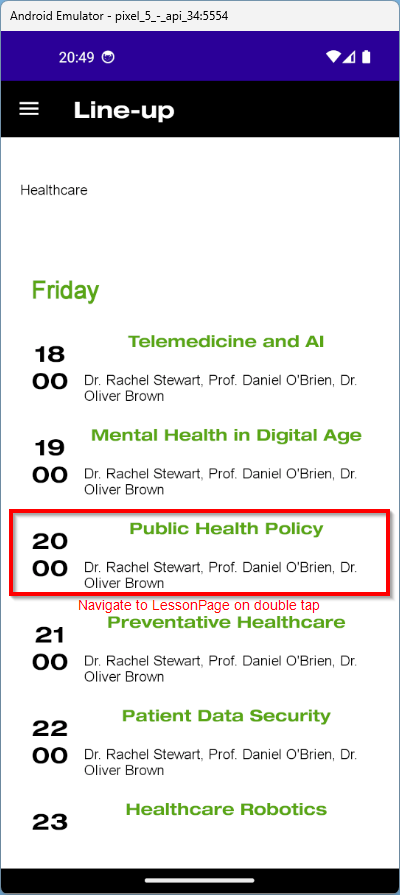 Android Emulator - pixel_5_-_api_34:5554
20:49
Line-up
Healthcare
Friday
18
00
Telemedicine and AI
Dr. Rachel Stewart, Prof. Daniel O'Brien, Dr.
Oliver Brown
19
00
Mental Health in Digital Age
Dr. Rachel Stewart, Prof. Daniel O'Brien, Dr.
Oliver Brown
20
00
Public Health Policy
Dr. Rachel Stewart, Prof. Daniel O'Brien, Dr.
Oliver Brown
Navigate to LessonPage on double tap
21
00
Preventative Healthcare
Dr. Rachel Stewart, Prof. Daniel O'Brien, Dr.
Oliver Brown
22
00
Patient Data Security
Dr. Rachel Stewart, Prof. Daniel O'Brien, Dr.
Oliver Brown
23
Healthcare Robotics